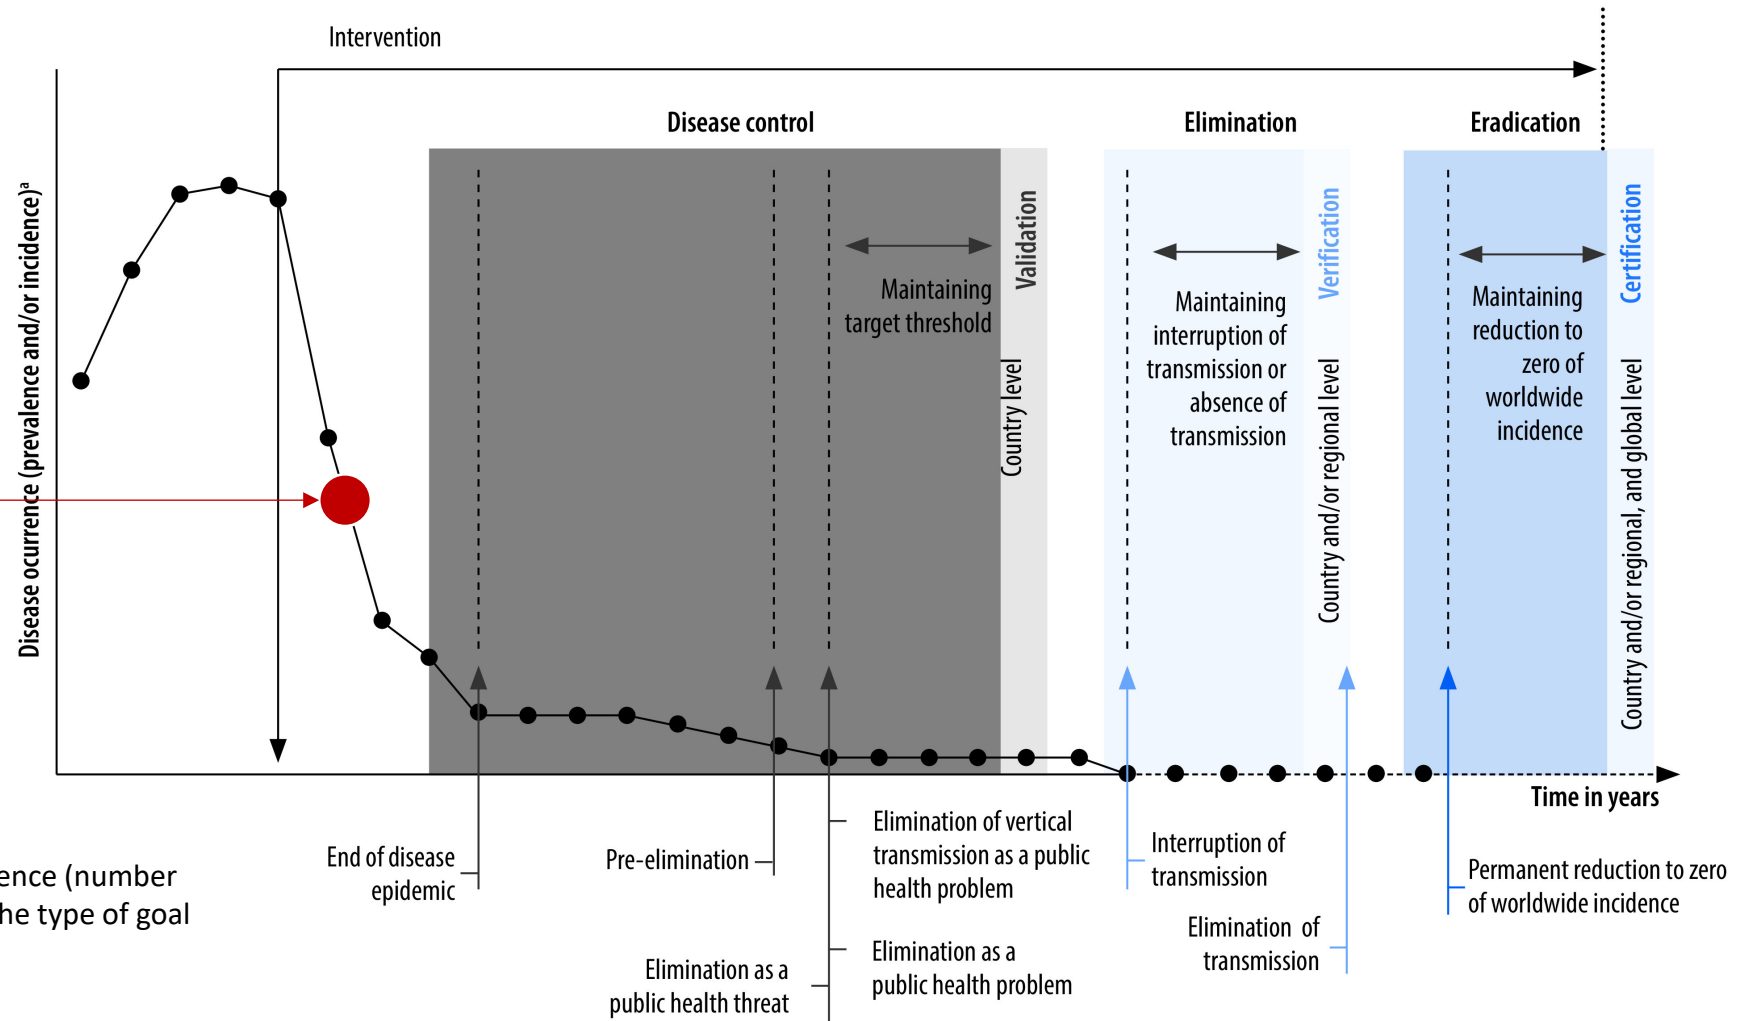 Intervention
Disease control
Elimination
Eradication
Disease ocurrence (prevalence and/or incidence)a
Maintaining
target threshold
Validation
Country level
Maintaining
interruption of
transmission or
absence of
transmission
Verification
Country and/or regional level
Maintaining
reduction to
zero of
worldwide
incidence
Certification
Country and/or regional, and global level
Time in years
End of disease
epidemic
Pre-elimination
Elimination of vertical
transmission as a public
health problem
Elimination as a
public health threat
Elimination as a
public health problem
Interruption of
transmission
Elimination of
transmission
Permanent reduction to zero
of worldwide incidence
ence (number
he type of goal